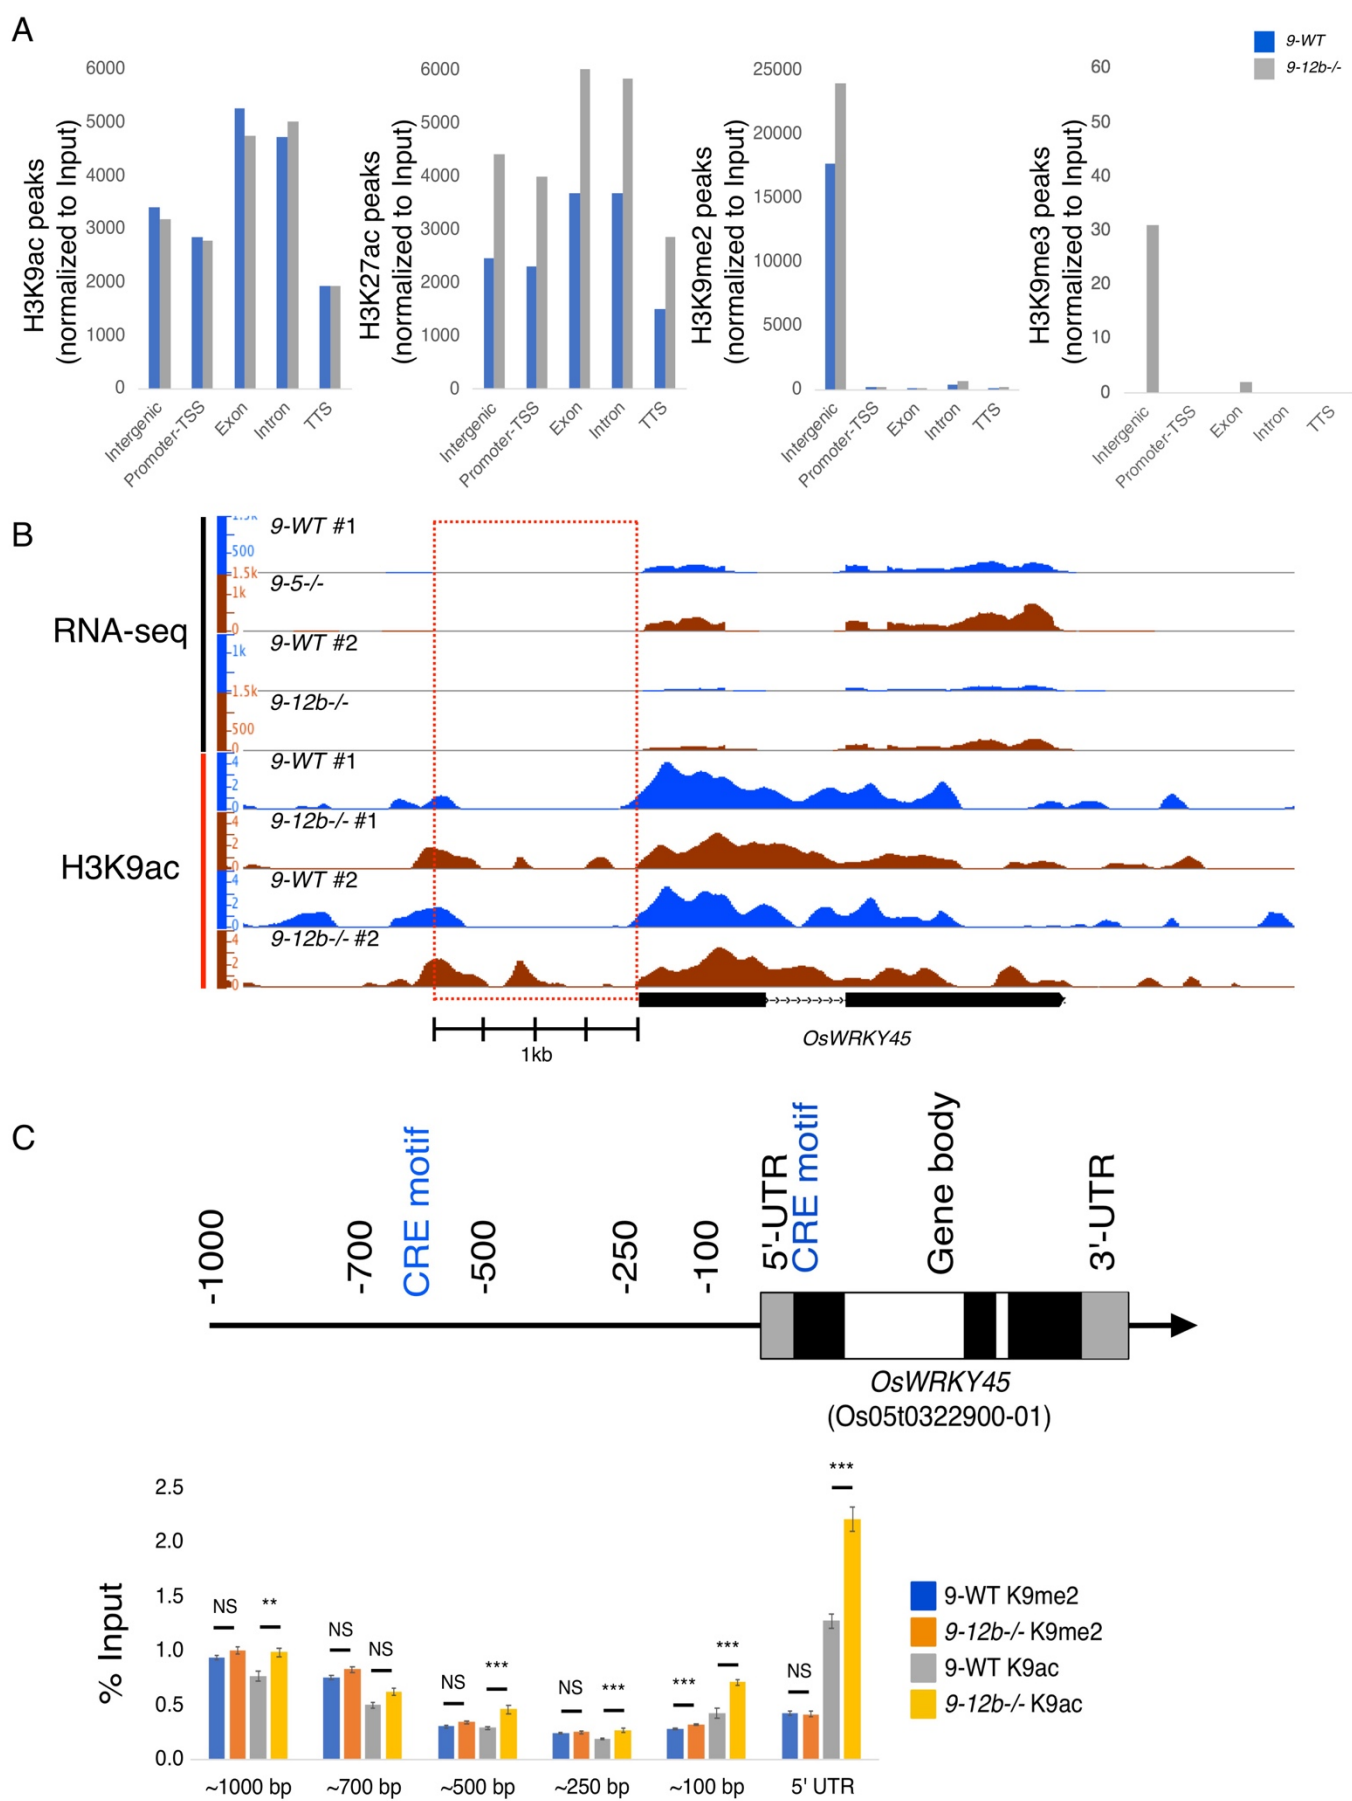 A
9-WT
9-12b-/-
H3K9ac peaks
(normalized to Input)
6000
5000
4000
3000
2000
1000
0
Intergenic
Promoter-TSS
Exon
Intron
TTS
H3K27ac peaks
(normalized to Input)
6000
5000
4000
3000
2000
1000
0
Intergenic
Promoter-TSS
Exon
Intron
TTS
H3K9me2 peaks
(normalized to Input)
25000
20000
15000
10000
5000
0
Intergenic
Promoter-TSS
Exon
Intron
TTS
H3K9me3 peaks
(normalized to Input)
60
50
40
30
20
10
0
Intergenic
Promoter-TSS
Exon
Intron
TTS
B
RNA-seq
9-WT #1
500
1.5k
9-5-/-
1k
0
9-WT #2
1k
1.5k
9-12b-/-
500
0
H3K9ac
9-WT #1
4
2
0
9-12b-/- #1
4
2
0
9-WT #2
4
2
0
9-12b-/- #2
4
2
0
1kb
OsWRKY45
C
-1000
-700
CRE motif
-500
-250
-100
5'-UTR
CRE motif
Gene body
3'-UTR
OsWRKY45
(Os05t0322900-01)
% Input
2.5
2.0
1.5
1.0
0.5
0.0
NS
**
NS
NS
NS
***
NS
***
***
***
NS
***
~1000 bp
~700 bp
~500 bp
~250 bp
~100 bp
5' UTR
9-WT K9me2
9-12b-/- K9me2
9-WT K9ac
9-12b-/- K9ac